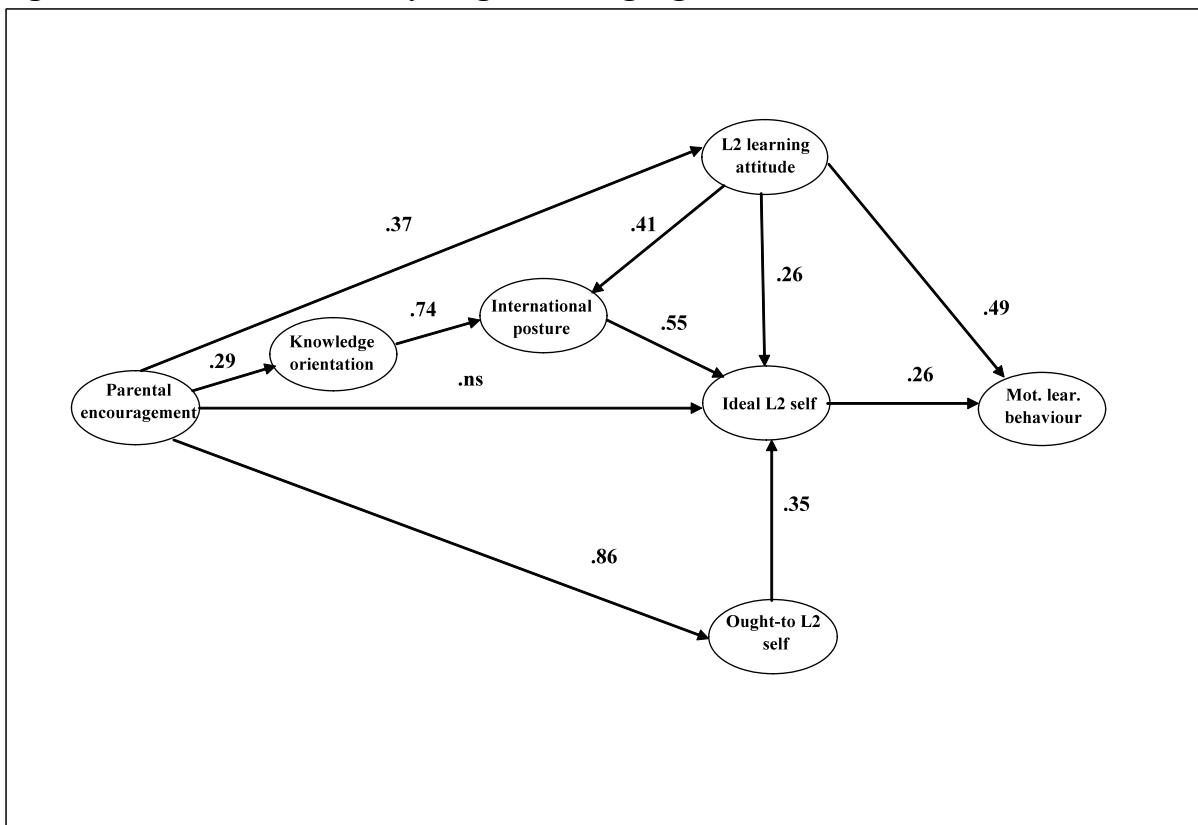 L2 learning
attitude
.37
.41
.26
International
posture
.74
.55
.49
Knowledge
orientation
.29
.ns
.26
Parental
encouragement
Ideal L2 self
Mot. lear.
behaviour
.35
.86
Ought-to L2
self